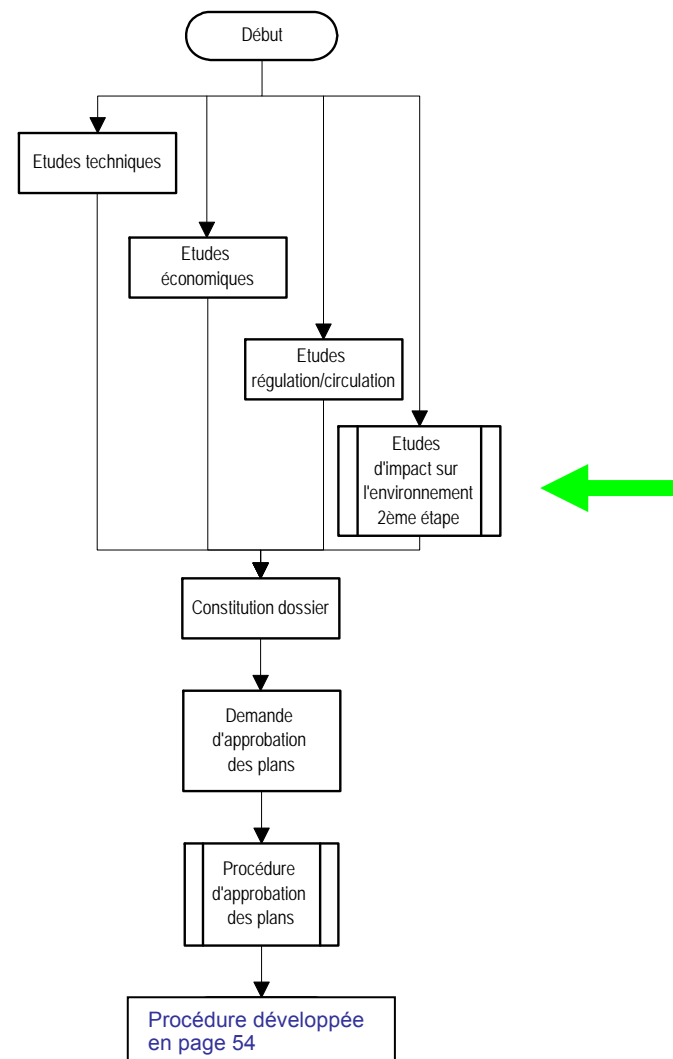 Début
Etudes techniques
Etudes
économiques
Etudes
régulation/circulation
Etudes
d'impact sur
l'environnement
2ème étape
Constitution dossier
Demande
d'approbation
des plans
Procédure
d'approbation
des plans
Procédure développée
en page 54